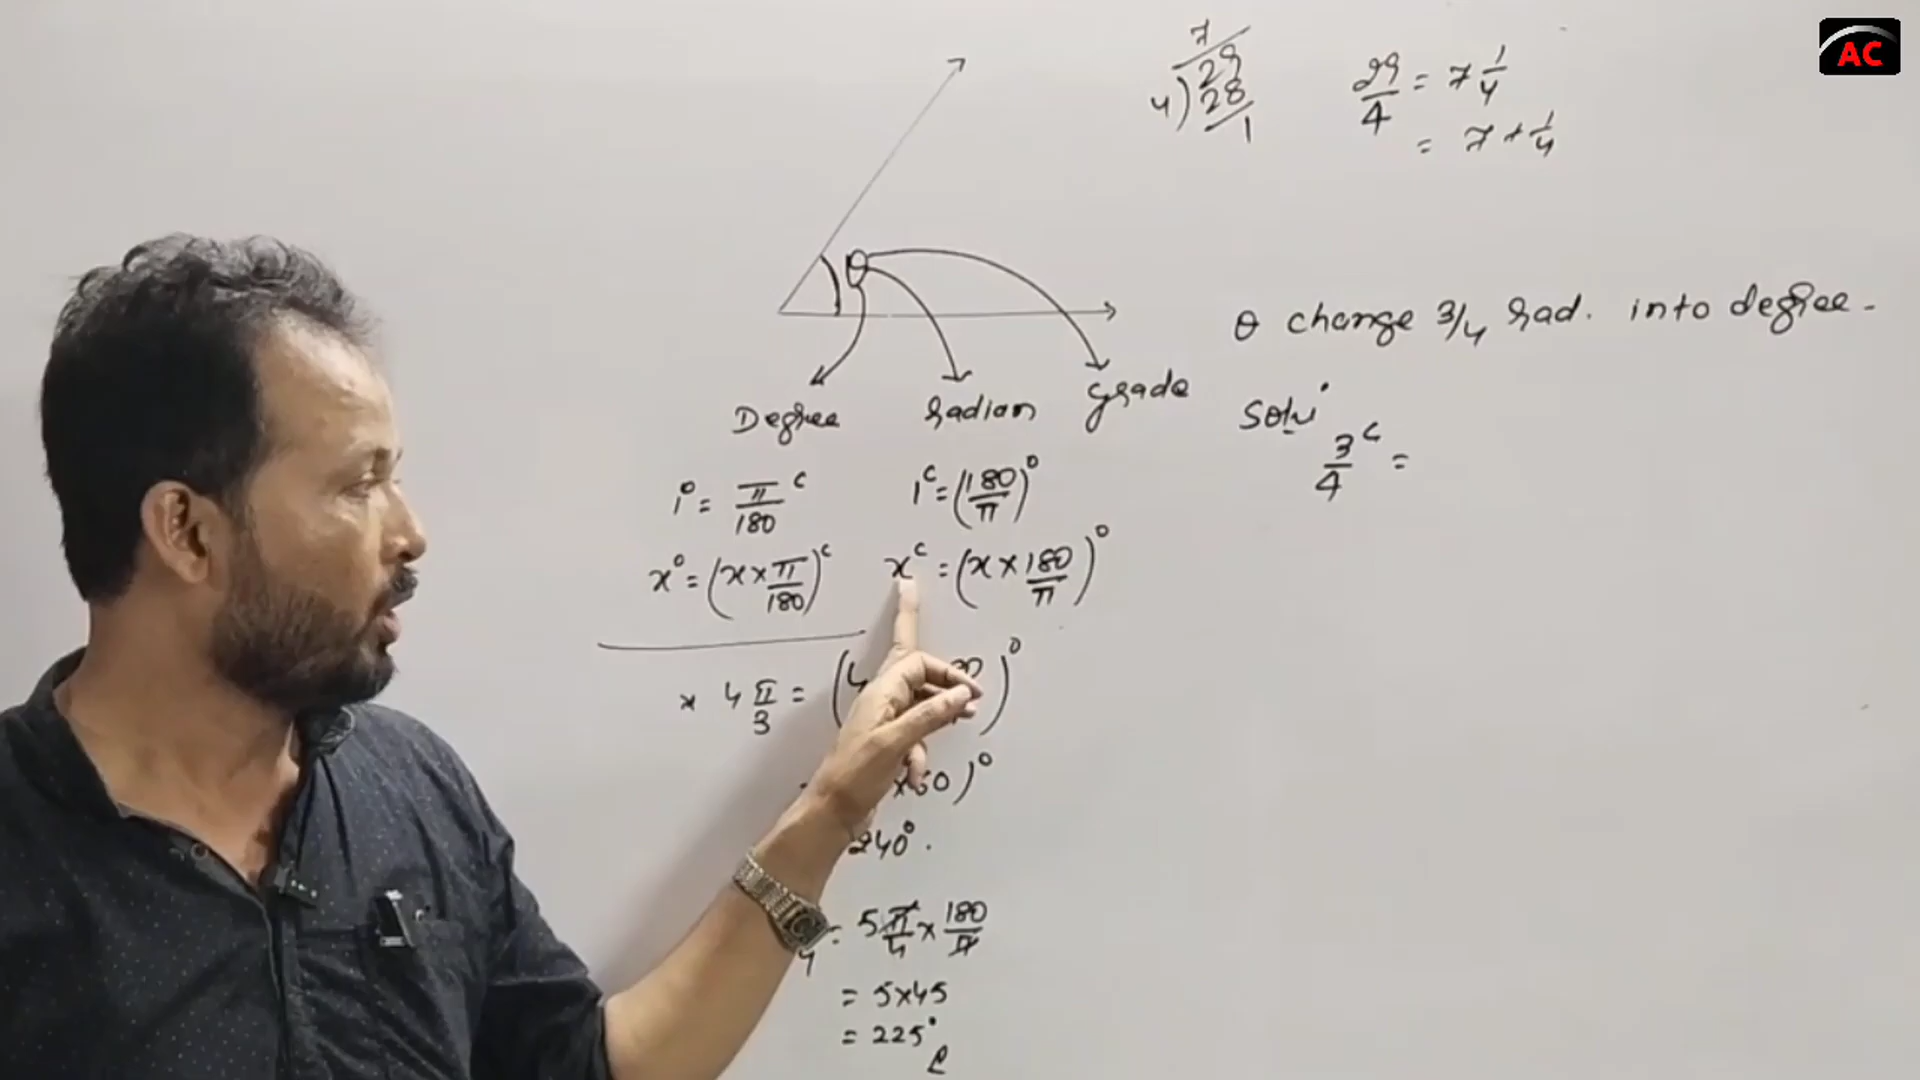 AC
7
4)29
28
1
29/4 = 7 1/4
= 7 + 1/4
θ
Degree radian grade
1° = π/180 ᶜ
1ᶜ = (180/π)°
x° = (x × π/180)ᶜ
xᶜ = (x × 180/π)°
× 4π/3 =
×60)°
240°.
= 5π/4 × 180/π
= 5×45
= 225°
θ change 3/4 rad. into degree.
Solu
3/4 ᶜ =